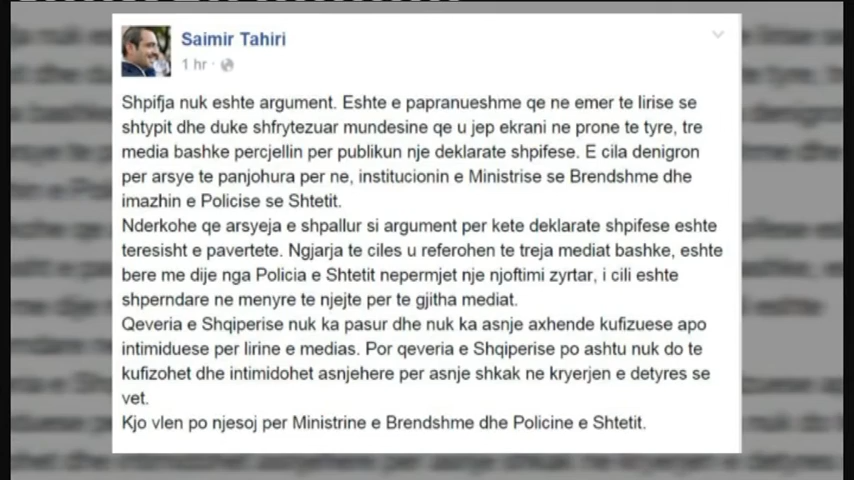 Saimir Tahiri
1 hr
Shpifja nuk eshte argument. Eshte e papranueshme qe ne emer te lirise se
shtypit dhe duke shfrytezuar mundesine qe u jep ekrani ne prone te tyre, tre
media bashke percjellin per publikun nje deklarate shpifese. E cila denigron
per arsye te panjohura per ne, institucionin e Ministrise se Brendshme dhe
imazhin e Policise se Shtetit.
Nderkohe qe arsyeja e shpallur si argument per kete deklarate shpifese eshte
teresisht e pavertete. Ngjarja te ciles u referohen te treja mediat bashke, eshte
bere me dije nga Policia e Shtetit nepermjet nje njoftimi zyrtar, i cili eshte
shperndare ne menyre te njejte per te gjitha mediat.
Qeveria e Shqiperise nuk ka pasur dhe nuk ka asnje axhende kufizuese apo
intimiduese per lirine e medias. Por qeveria e Shqiperise po ashtu nuk do te
kufizohet dhe intimidohet asnjehere per asnje shkak ne kryerjen e detyres se
vet.
Kjo vlen po njesoj per Ministrine e Brendshme dhe Policine e Shtetit.